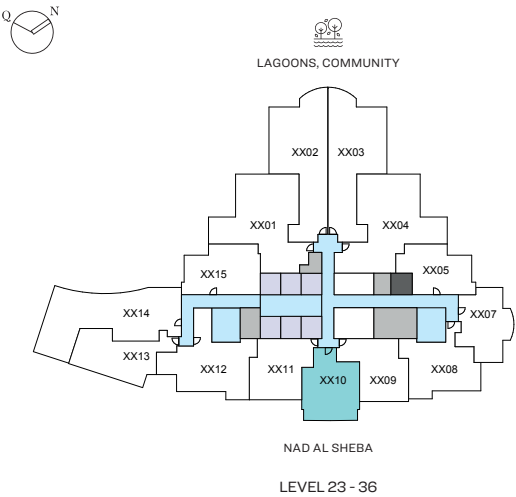 Q N
LAGOONS, COMMUNITY
XX02 XX03
XX01 XX04
XX15 XX05
XX14 XX07
XX13 XX12 XX11 XX10 XX09 XX08
NAD AL SHEBA
LEVEL 23 - 36